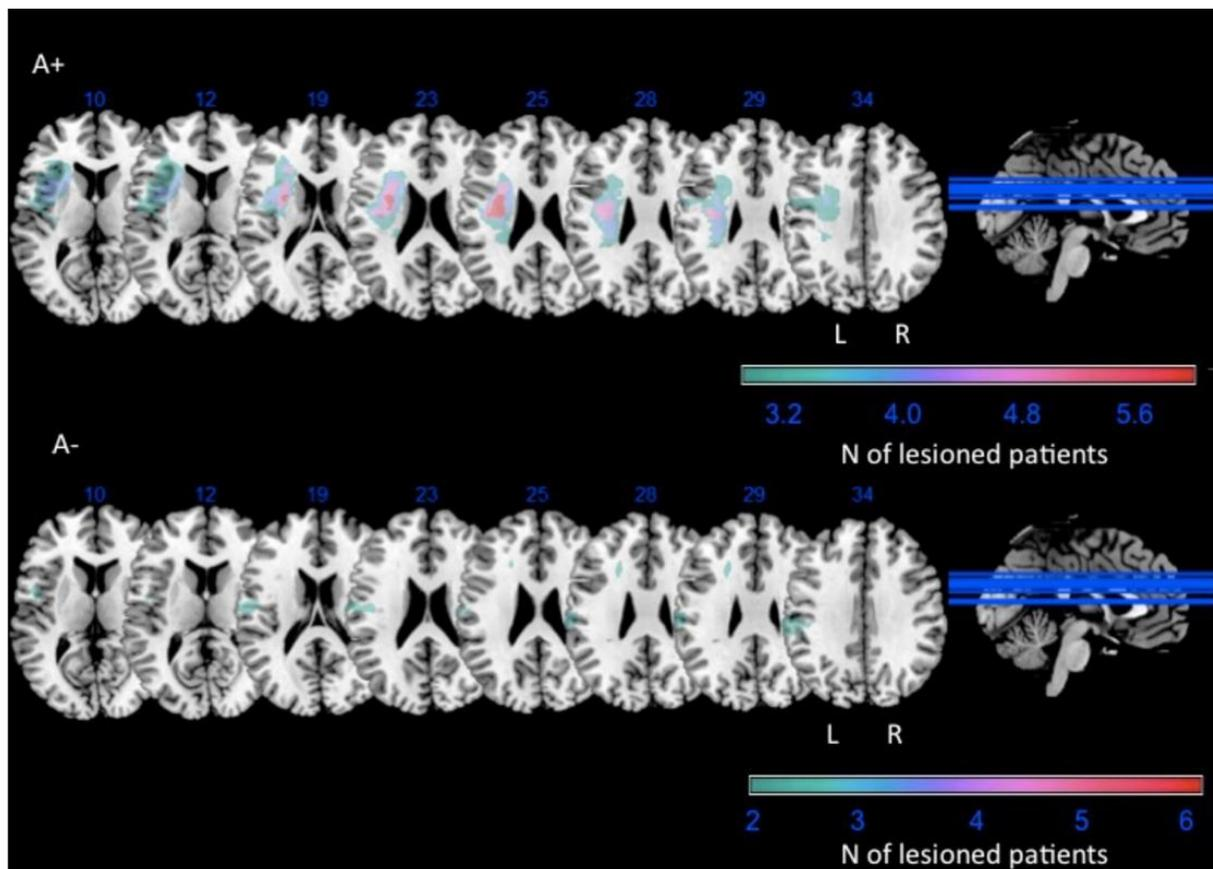 A+
10 12 19 23 25 28 29 34
L R
3.2 4.0 4.8 5.6
N of lesioned patients
A-
10 12 19 23 25 28 29 34
L R
2 3 4 5 6
N of lesioned patients